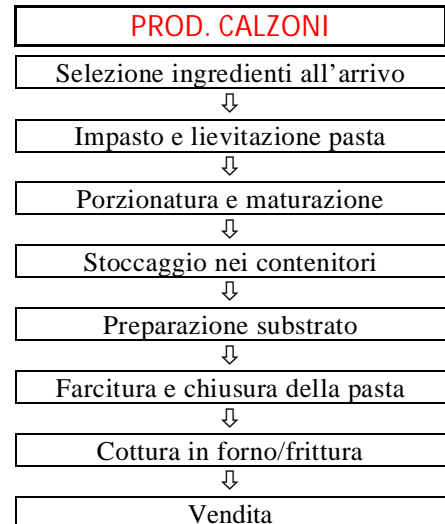 PROD. CALZONI
Selezione ingredienti all'arrivo
⇩
Impasto e lievitazione pasta
⇩
Porzionatura e maturazione
⇩
Stoccaggio nei contenitori
⇩
Preparazione substrato
⇩
Farcitura e chiusura della pasta
⇩
Cottura in forno/frittura
⇩
Vendita